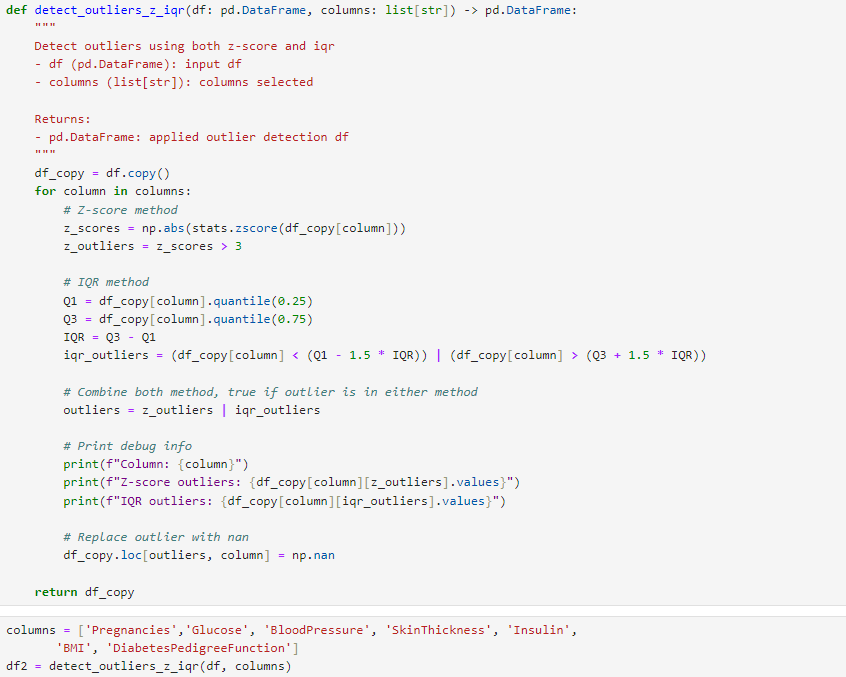 def detect_outliers_z_iqr(df: pd.DataFrame, columns: list[str]) -> pd.DataFrame:
    """
    Detect outliers using both z-score and iqr
    - df (pd.DataFrame): input df
    - columns (list[str]): columns selected

    Returns:
    - pd.DataFrame: applied outlier detection df
    """
    df_copy = df.copy()
    for column in columns:
        # Z-score method
        z_scores = np.abs(stats.zscore(df_copy[column]))
        z_outliers = z_scores > 3

        # IQR method
        Q1 = df_copy[column].quantile(0.25)
        Q3 = df_copy[column].quantile(0.75)
        IQR = Q3 - Q1
        iqr_outliers = (df_copy[column] < (Q1 - 1.5 * IQR)) | (df_copy[column] > (Q3 + 1.5 * IQR))

        # Combine both method, true if outlier is in either method
        outliers = z_outliers | iqr_outliers

        # Print debug info
        print(f"Column: {column}")
        print(f"Z-score outliers: {df_copy[column][z_outliers].values}")
        print(f"IQR outliers: {df_copy[column][iqr_outliers].values}")

        # Replace outlier with nan
        df_copy.loc[outliers, column] = np.nan

    return df_copy

columns = ['Pregnancies','Glucose', 'BloodPressure', 'SkinThickness', 'Insulin',
       'BMI', 'DiabetesPedigreeFunction']
df2 = detect_outliers_z_iqr(df, columns)